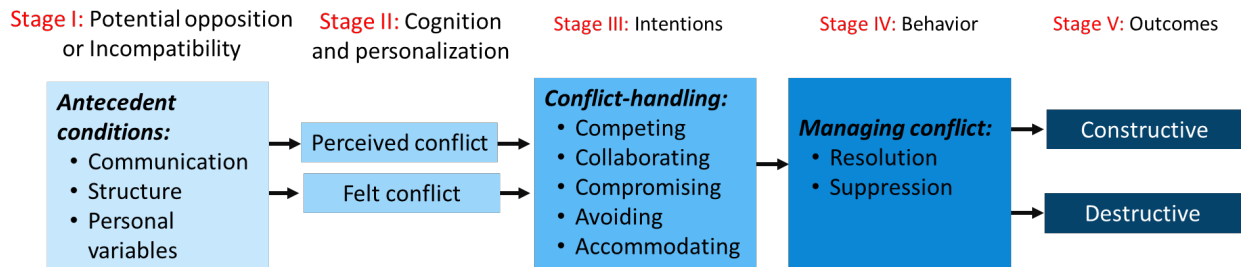 Stage I: Potential opposition
or Incompatibility
Stage II: Cognition
and personalization
Stage III: Intentions
Stage IV: Behavior
Stage V: Outcomes
Antecedent
conditions:
• Communication
• Structure
• Personal
variables
Perceived conflict
Felt conflict
Conflict-handling:
• Competing
• Collaborating
• Compromising
• Avoiding
• Accommodating
Managing conflict:
• Resolution
• Suppression
Constructive
Destructive